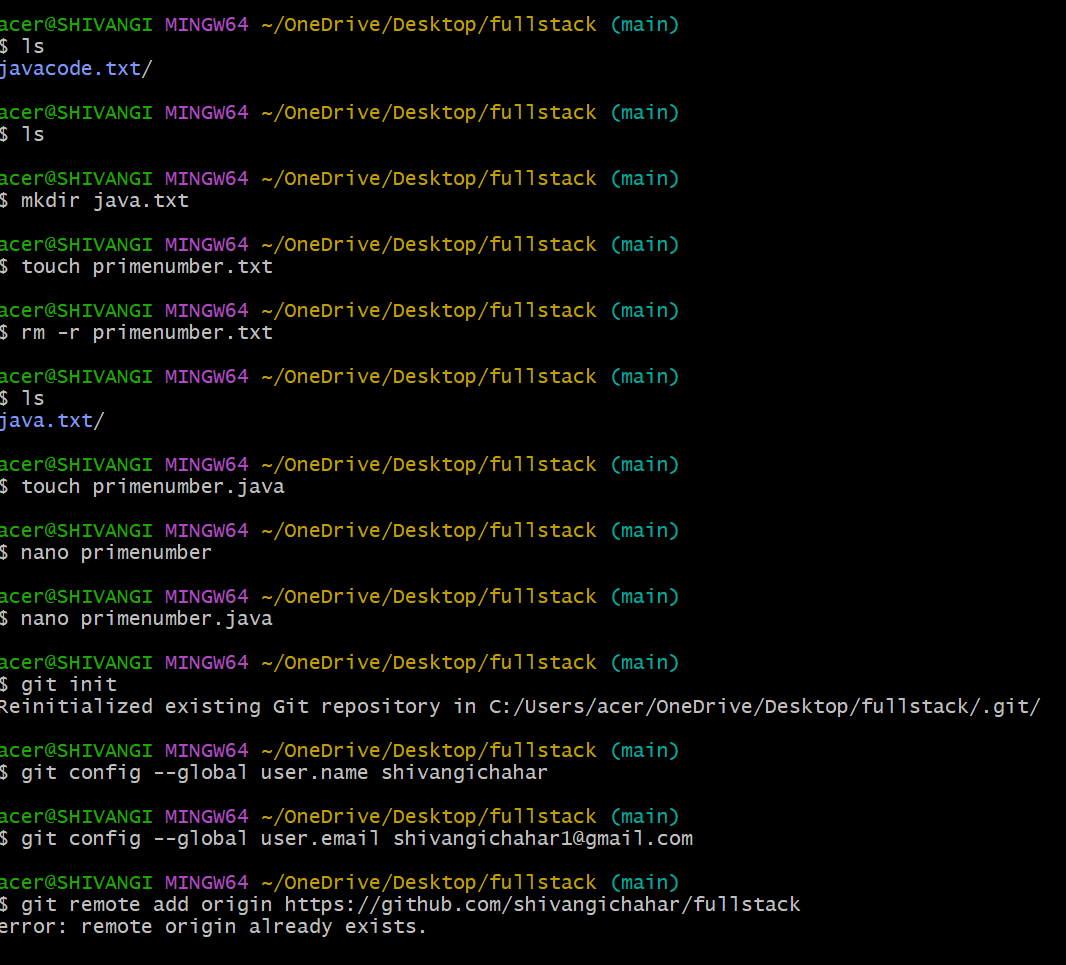 acer@SHIVANGI MINGW64 ~/OneDrive/Desktop/fullstack (main)
$ ls
javacode.txt/
acer@SHIVANGI MINGW64 ~/OneDrive/Desktop/fullstack (main)
$ ls
acer@SHIVANGI MINGW64 ~/OneDrive/Desktop/fullstack (main)
$ mkdir java.txt
acer@SHIVANGI MINGW64 ~/OneDrive/Desktop/fullstack (main)
$ touch primenumber.txt
acer@SHIVANGI MINGW64 ~/OneDrive/Desktop/fullstack (main)
$ rm -r primenumber.txt
acer@SHIVANGI MINGW64 ~/OneDrive/Desktop/fullstack (main)
$ ls
java.txt/
acer@SHIVANGI MINGW64 ~/OneDrive/Desktop/fullstack (main)
$ touch primenumber.java
acer@SHIVANGI MINGW64 ~/OneDrive/Desktop/fullstack (main)
$ nano primenumber
acer@SHIVANGI MINGW64 ~/OneDrive/Desktop/fullstack (main)
$ nano primenumber.java
acer@SHIVANGI MINGW64 ~/OneDrive/Desktop/fullstack (main)
$ git init
Reinitialized existing Git repository in C:/Users/acer/OneDrive/Desktop/fullstack/.git/
acer@SHIVANGI MINGW64 ~/OneDrive/Desktop/fullstack (main)
$ git config --global user.name shivangichahar
acer@SHIVANGI MINGW64 ~/OneDrive/Desktop/fullstack (main)
$ git config --global user.email shivangichahar1@gmail.com
acer@SHIVANGI MINGW64 ~/OneDrive/Desktop/fullstack (main)
$ git remote add origin https://github.com/shivangichahar/fullstack
error: remote origin already exists.